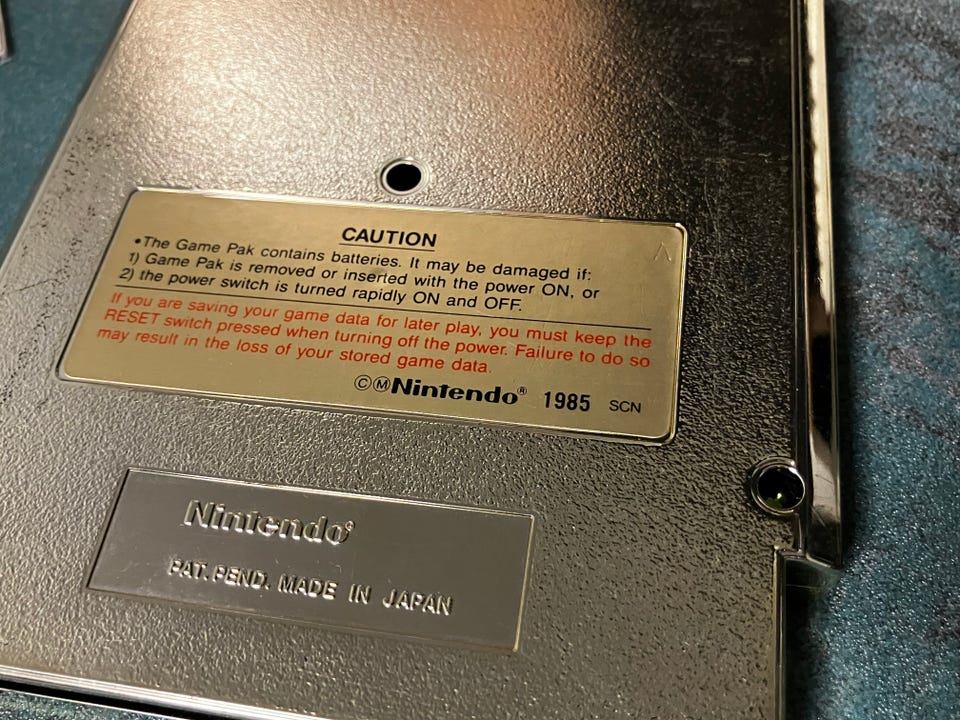 CAUTION
•The Game Pak contains batteries. It may be damaged if:
1) Game Pak is removed or inserted with the power ON, or
2) the power switch is turned rapidly ON and OFF.
If you are saving your game data for later play, you must keep the
RESET switch pressed when turning off the power. Failure to do so
may result in the loss of your stored game data.
©Ⓜ Nintendo® 1985 SCN
Nintendo®
PAT. PEND. MADE IN JAPAN